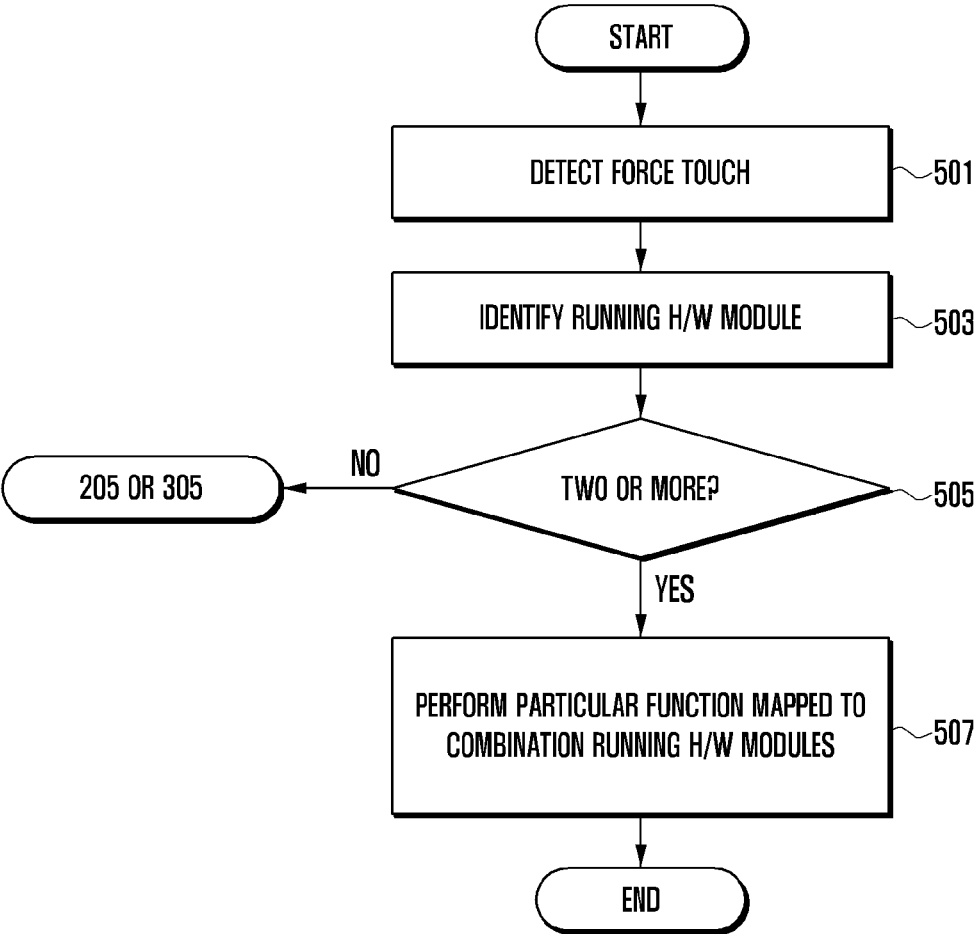 START
DETECT FORCE TOUCH
501
IDENTIFY RUNNING H/W MODULE
503
TWO OR MORE?
505
NO
205 OR 305
YES
PERFORM PARTICULAR FUNCTION MAPPED TO
COMBINATION RUNNING H/W MODULES
507
END